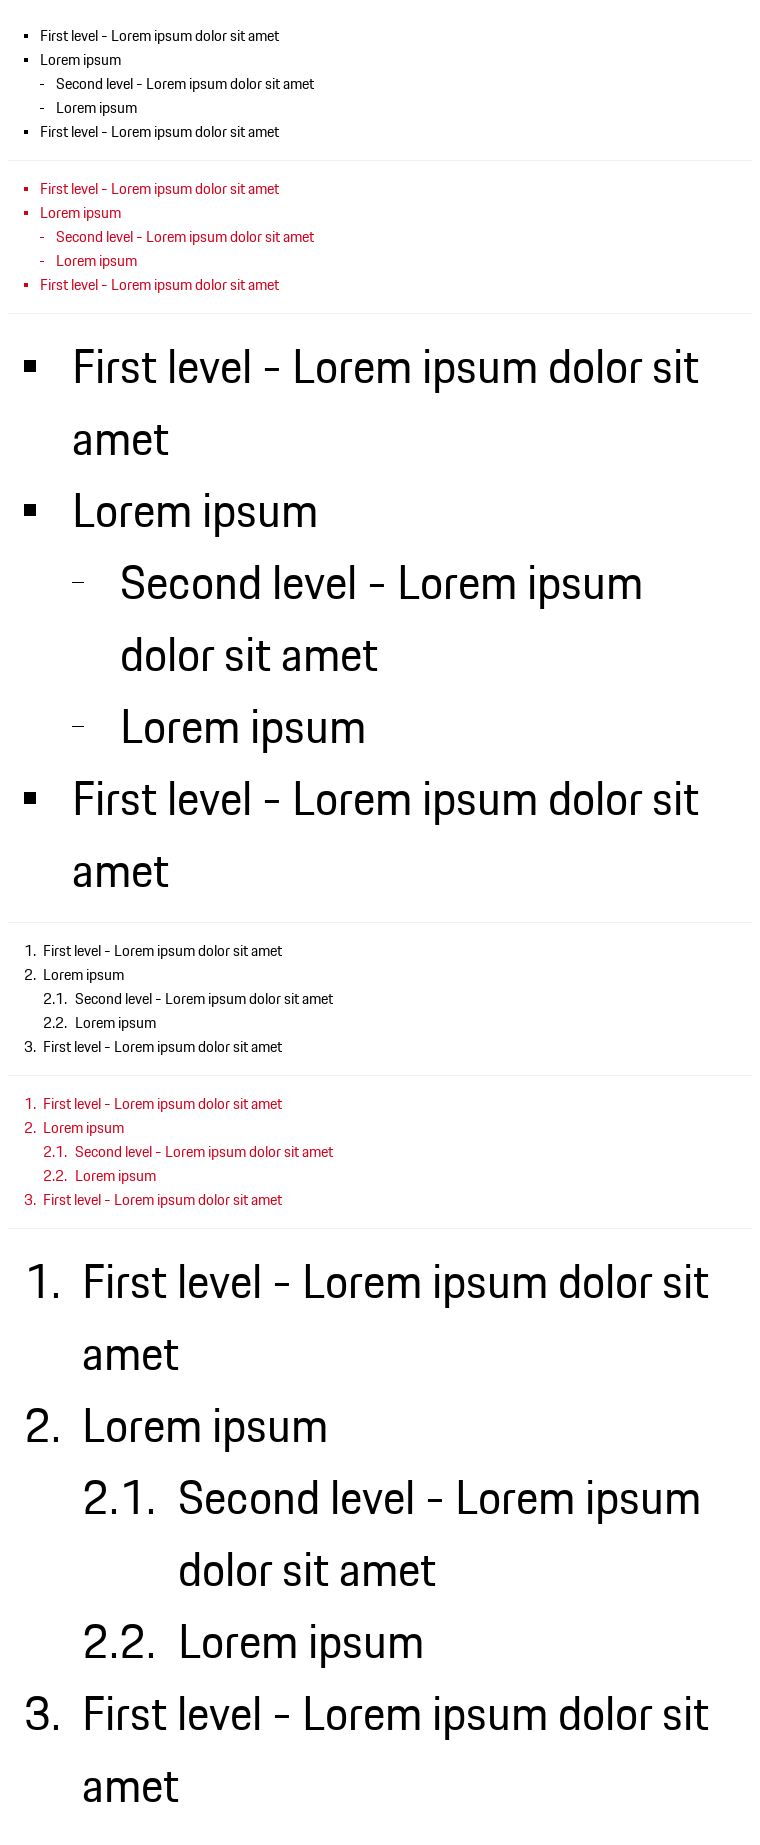 ▪ First level - Lorem ipsum dolor sit amet
▪ Lorem ipsum
- Second level - Lorem ipsum dolor sit amet
- Lorem ipsum
▪ First level - Lorem ipsum dolor sit amet
▪ First level - Lorem ipsum dolor sit amet
▪ Lorem ipsum
- Second level - Lorem ipsum dolor sit amet
- Lorem ipsum
▪ First level - Lorem ipsum dolor sit amet
▪ First level - Lorem ipsum dolor sit
amet
▪ Lorem ipsum
- Second level - Lorem ipsum
dolor sit amet
- Lorem ipsum
▪ First level - Lorem ipsum dolor sit
amet
1. First level - Lorem ipsum dolor sit amet
2. Lorem ipsum
2.1. Second level - Lorem ipsum dolor sit amet
2.2. Lorem ipsum
3. First level - Lorem ipsum dolor sit amet
1. First level - Lorem ipsum dolor sit amet
2. Lorem ipsum
2.1. Second level - Lorem ipsum dolor sit amet
2.2. Lorem ipsum
3. First level - Lorem ipsum dolor sit amet
1. First level - Lorem ipsum dolor sit
amet
2. Lorem ipsum
2.1. Second level - Lorem ipsum
dolor sit amet
2.2. Lorem ipsum
3. First level - Lorem ipsum dolor sit
amet